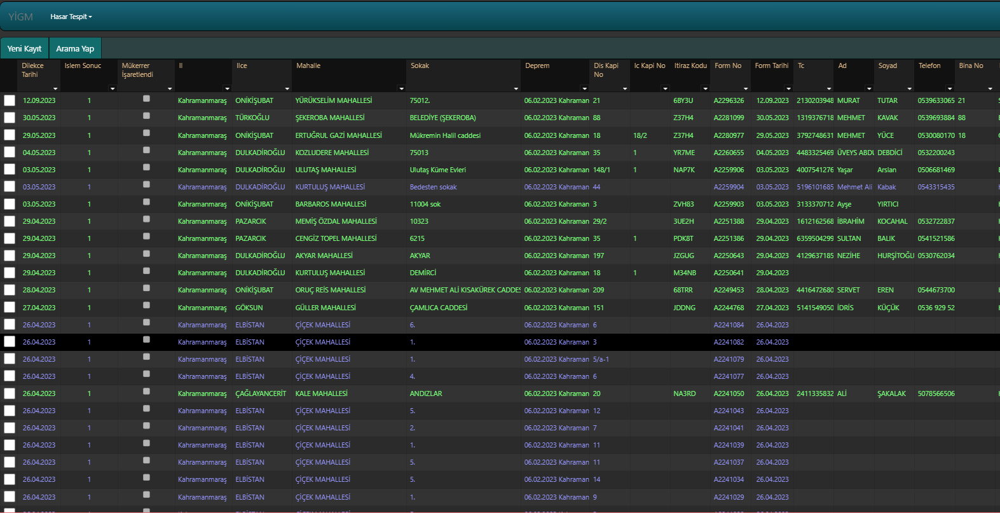 YİGM Hasar Tespit
Yeni Kayıt Arama Yap
Dilekce Tarihi Islem Sonuc Mükerrer İşaretlendi Il Ilce Mahalle Sokak Deprem Dis Kapi No Ic Kapi No Itiraz Kodu Form No Form Tarihi Tc Ad Soyad Telefon Bina No
12.09.2023 1 Kahramanmaraş ONİKİŞUBAT YÜRÜKSELİM MAHALLESİ 75012. 06.02.2023 Kahraman 21 6BY3U A2296326 12.09.2023 2130203948 MURAT TUTAR 0539633065 21
30.05.2023 1 Kahramanmaraş TÜRKOĞLU ŞEKEROBA MAHALLESİ BELEDİYE (ŞEKEROBA) 06.02.2023 Kahraman 88 Z37H4 A2281099 30.05.2023 1319376718 MEHMET KAVAK 0539693884 88
29.05.2023 1 Kahramanmaraş ONİKİŞUBAT ERTUĞRUL GAZİ MAHALLESİ Mükremin Halil caddesi 06.02.2023 Kahraman 18 18/2 Z37H4 A2280977 29.05.2023 3792748631 MEHMET YÜCE 0530080170 18
04.05.2023 1 Kahramanmaraş DULKADİROĞLU KOZLUDERE MAHALLESİ 75013 06.02.2023 Kahraman 35 1 YR7ME A2260655 04.05.2023 4483325469 ÜVEYS ABDU DEBDİCİ 0532200243
03.05.2023 1 Kahramanmaraş DULKADİROĞLU ULUTAŞ MAHALLESİ Ulutaş Küme Evleri 06.02.2023 Kahraman 148/1 1 NAP7K A2259906 03.05.2023 4007541276 Yaşar Arslan 0506681469
03.05.2023 1 Kahramanmaraş DULKADİROĞLU KURTULUŞ MAHALLESİ Bedesten sokak 06.02.2023 Kahraman 44 A2259904 03.05.2023 5196101685 Mehmet Ali Kabak 0543315435
03.05.2023 1 Kahramanmaraş ONİKİŞUBAT BARBAROS MAHALLESİ 11004 sok 06.02.2023 Kahraman 3 ZVH83 A2259903 03.05.2023 3133370712 Ayşe YIRTICI
29.04.2023 1 Kahramanmaraş PAZARCIK MEMİŞ ÖZDAL MAHALLESİ 10323 06.02.2023 Kahraman 29/2 3UE2H A2251388 29.04.2023 1612162568 İBRAHİM KOCAHAL 0532722837
29.04.2023 1 Kahramanmaraş PAZARCIK CENGİZ TOPEL MAHALLESİ 6215 06.02.2023 Kahraman 35 1 PDK8T A2251386 29.04.2023 6359504299 SULTAN BALIK 0541521586
29.04.2023 1 Kahramanmaraş DULKADİROĞLU AKYAR MAHALLESİ AKYAR 06.02.2023 Kahraman 197 JZGUG A2250643 29.04.2023 4129637185 NEZİHE HURŞİTOĞLU 0530762034
29.04.2023 1 Kahramanmaraş DULKADİROĞLU KURTULUŞ MAHALLESİ DEMİRCİ 06.02.2023 Kahraman 18 1 M34NB A2250641 29.04.2023
28.04.2023 1 Kahramanmaraş ONİKİŞUBAT ORUÇ REİS MAHALLESİ AV MEHMET ALİ KISAKÜREK CADDES 06.02.2023 Kahraman 209 68TRR A2249453 28.04.2023 4416472680 SERVET EREN 0544673700
27.04.2023 1 Kahramanmaraş GÖKSUN GÜLLER MAHALLESİ ÇAMLICA CADDESİ 06.02.2023 Kahraman 151 JDDNG A2244768 27.04.2023 5141549050 İDRİS KÜÇÜK 0536 929 52
26.04.2023 1 Kahramanmaraş ELBİSTAN ÇİÇEK MAHALLESİ 6. 06.02.2023 Kahraman 6 A2241084 26.04.2023
26.04.2023 1 Kahramanmaraş ELBİSTAN ÇİÇEK MAHALLESİ 1. 06.02.2023 Kahraman 3 A2241082 26.04.2023
26.04.2023 1 Kahramanmaraş ELBİSTAN ÇİÇEK MAHALLESİ 1. 06.02.2023 Kahraman 5/a-1 A2241079 26.04.2023
26.04.2023 1 Kahramanmaraş ELBİSTAN ÇİÇEK MAHALLESİ 4. 06.02.2023 Kahraman 6 A2241077 26.04.2023
26.04.2023 1 Kahramanmaraş ÇAĞLAYANCERİT KALE MAHALLESİ ANDIZLAR 06.02.2023 Kahraman 20 NA3RD A2241050 26.04.2023 2411335832 ALİ ŞAKALAK 5078566506
26.04.2023 1 Kahramanmaraş ELBİSTAN ÇİÇEK MAHALLESİ 5. 06.02.2023 Kahraman 12 A2241043 26.04.2023
26.04.2023 1 Kahramanmaraş ELBİSTAN ÇİÇEK MAHALLESİ 2. 06.02.2023 Kahraman 7 A2241041 26.04.2023
26.04.2023 1 Kahramanmaraş ELBİSTAN ÇİÇEK MAHALLESİ 1. 06.02.2023 Kahraman 11 A2241039 26.04.2023
26.04.2023 1 Kahramanmaraş ELBİSTAN ÇİÇEK MAHALLESİ 5. 06.02.2023 Kahraman 11 A2241037 26.04.2023
26.04.2023 1 Kahramanmaraş ELBİSTAN ÇİÇEK MAHALLESİ 5. 06.02.2023 Kahraman 14 A2241034 26.04.2023
26.04.2023 1 Kahramanmaraş ELBİSTAN ÇİÇEK MAHALLESİ 1. 06.02.2023 Kahraman 9 A2241029 26.04.2023